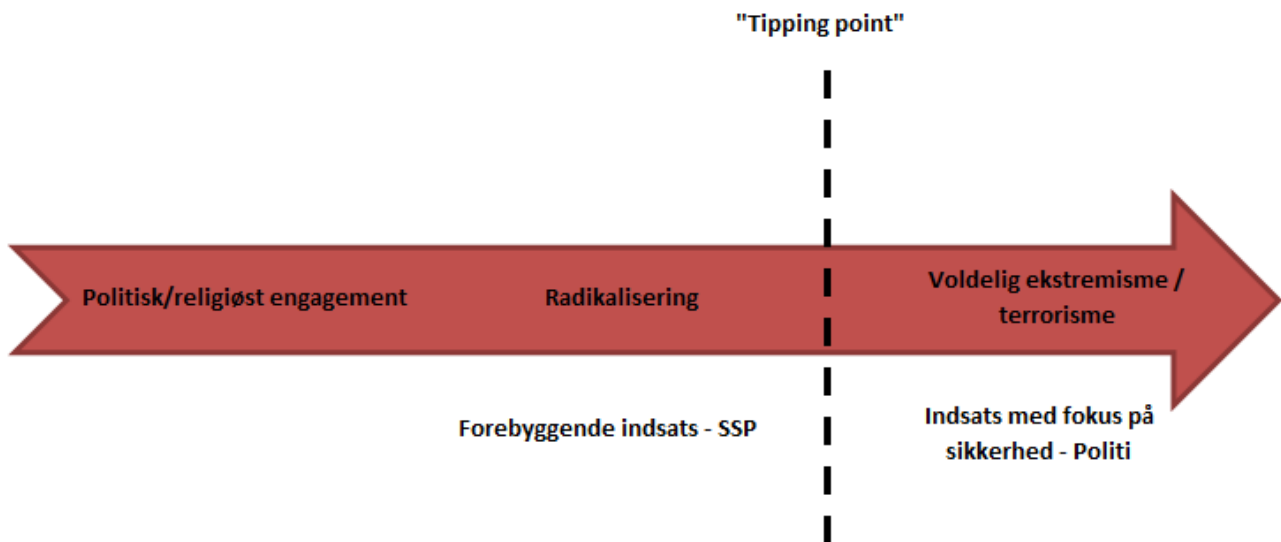 "Tipping point"
Politisk/religiøst engagement
Radikalisering
Voldelig ekstremisme /
terrorisme
Forebyggende indsats - SSP
Indsats med fokus på
sikkerhed - Politi